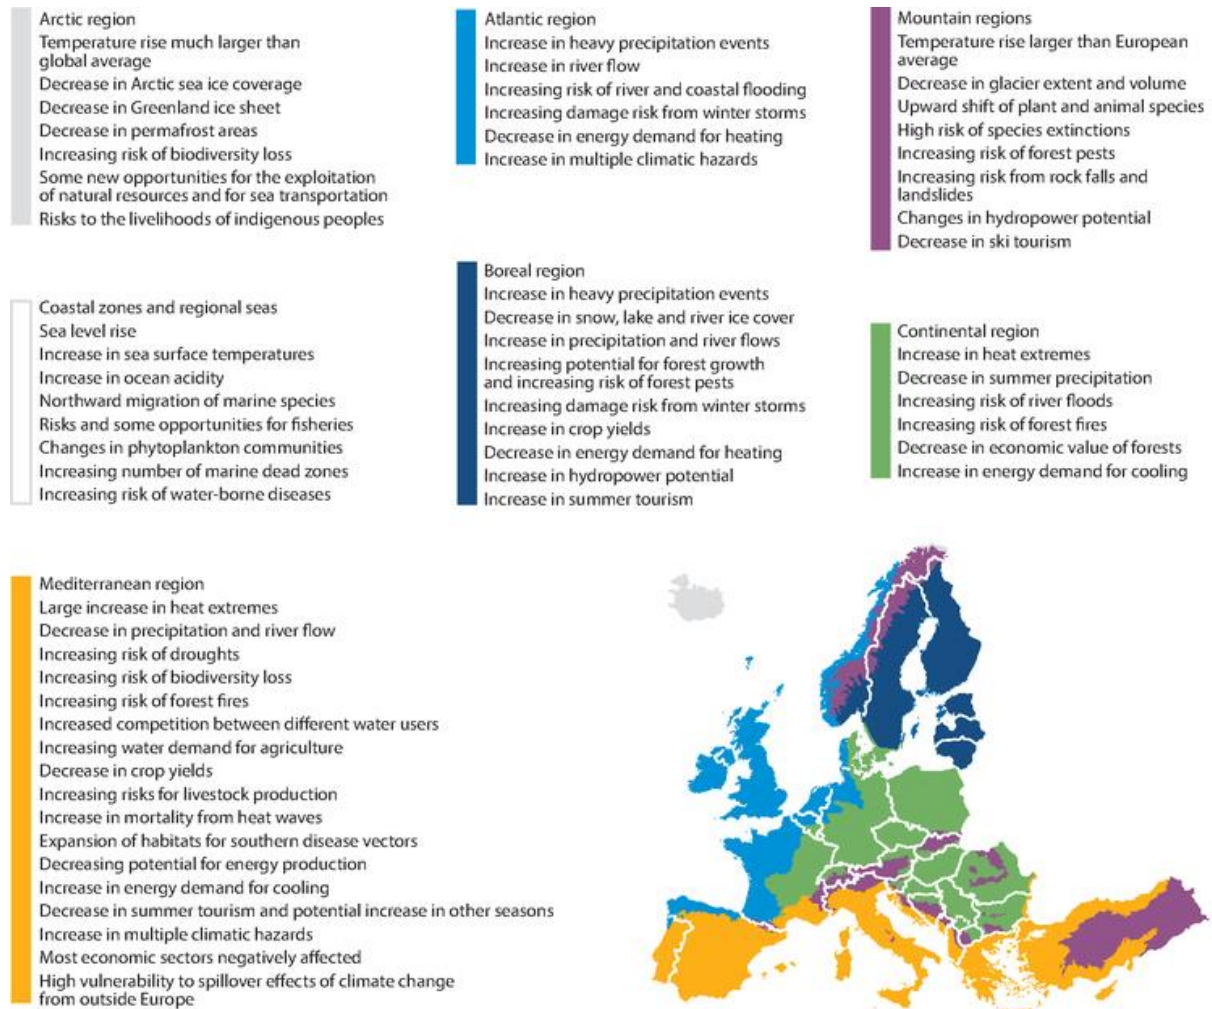 Arctic region
Temperature rise much larger than
global average
Decrease in Arctic sea ice coverage
Decrease in Greenland ice sheet
Decrease in permafrost areas
Increasing risk of biodiversity loss
Some new opportunities for the exploitation
of natural resources and for sea transportation
Risks to the livelihoods of indigenous peoples
Atlantic region
Increase in heavy precipitation events
Increase in river flow
Increasing risk of river and coastal flooding
Increasing damage risk from winter storms
Decrease in energy demand for heating
Increase in multiple climatic hazards
Mountain regions
Temperature rise larger than European
average
Decrease in glacier extent and volume
Upward shift of plant and animal species
High risk of species extinctions
Increasing risk of forest pests
Increasing risk from rock falls and
landslides
Changes in hydropower potential
Decrease in ski tourism
Coastal zones and regional seas
Sea level rise
Increase in sea surface temperatures
Increase in ocean acidity
Northward migration of marine species
Risks and some opportunities for fisheries
Changes in phytoplankton communities
Increasing number of marine dead zones
Increasing risk of water-borne diseases
Boreal region
Increase in heavy precipitation events
Decrease in snow, lake and river ice cover
Increase in precipitation and river flows
Increasing potential for forest growth
and increasing risk of forest pests
Increasing damage risk from winter storms
Increase in crop yields
Decrease in energy demand for heating
Increase in hydropower potential
Increase in summer tourism
Continental region
Increase in heat extremes
Decrease in summer precipitation
Increasing risk of river floods
Increasing risk of forest fires
Decrease in economic value of forests
Increase in energy demand for cooling
Mediterranean region
Large increase in heat extremes
Decrease in precipitation and river flow
Increasing risk of droughts
Increasing risk of biodiversity loss
Increasing risk of forest fires
Increased competition between different water users
Increasing water demand for agriculture
Decrease in crop yields
Increasing risks for livestock production
Increase in mortality from heat waves
Expansion of habitats for southern disease vectors
Decreasing potential for energy production
Increase in energy demand for cooling
Decrease in summer tourism and potential increase in other seasons
Increase in multiple climatic hazards
Most economic sectors negatively affected
High vulnerability to spillover effects of climate change
from outside Europe